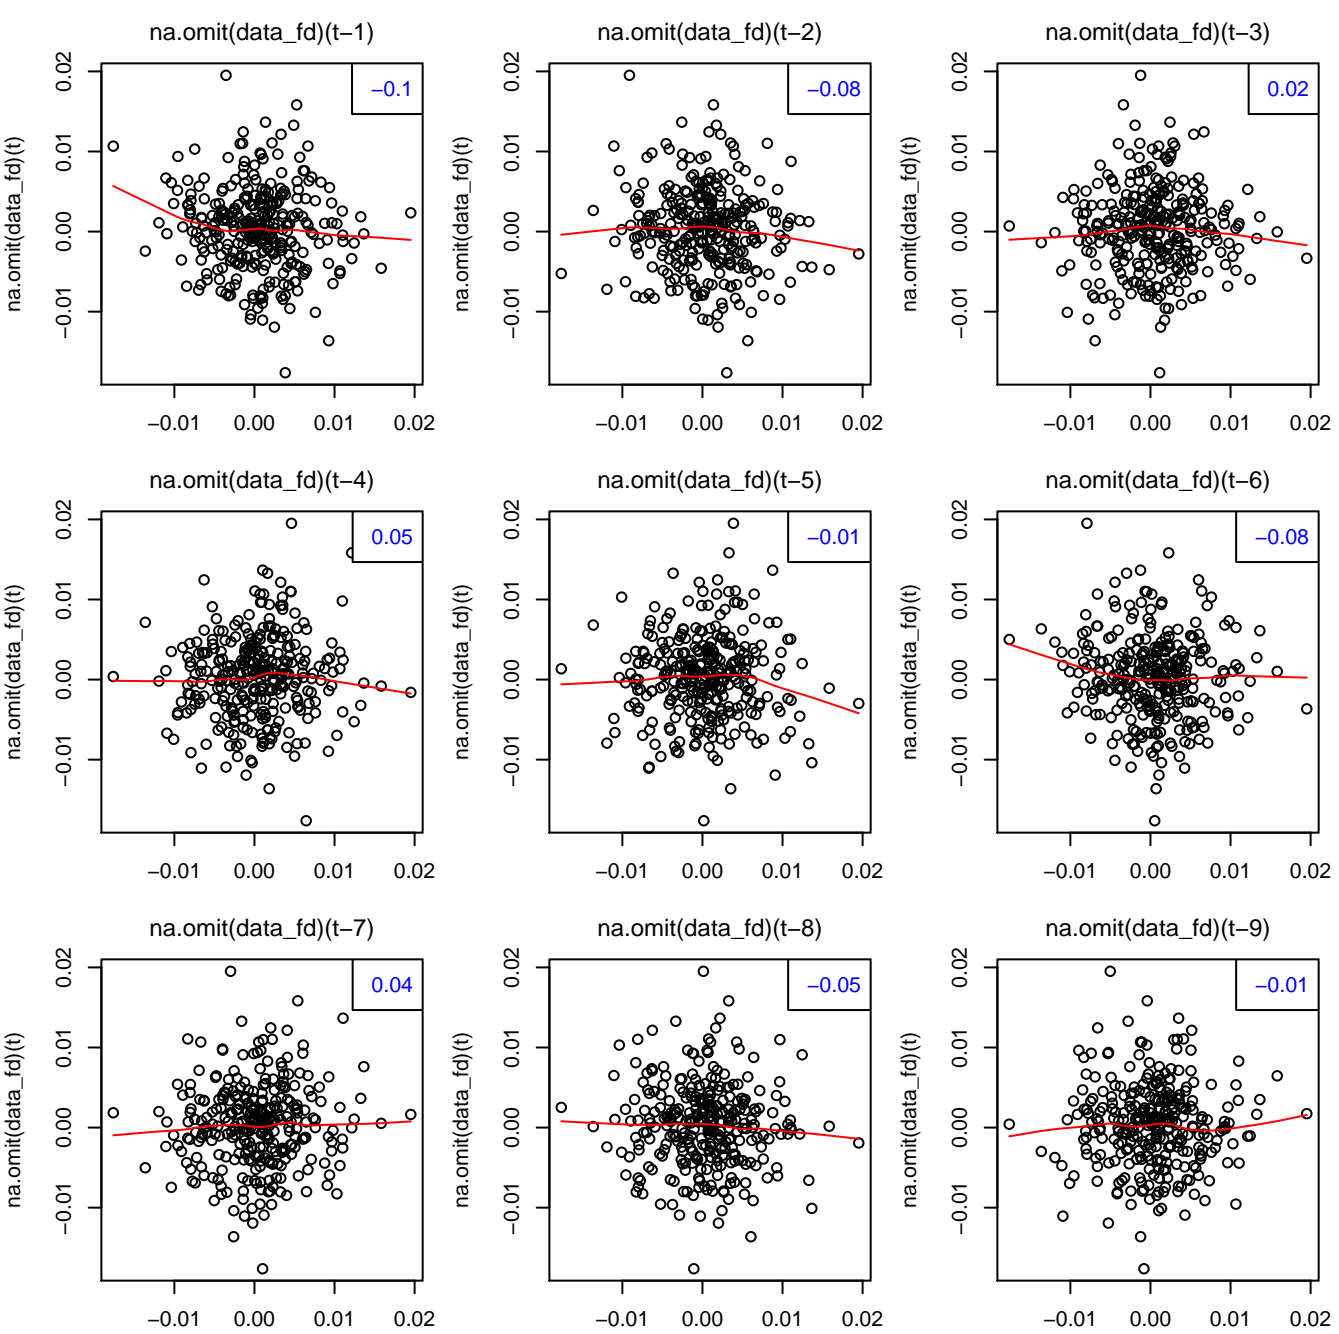 na.omit(data_fd)(t−1)
na.omit(data_fd)(t−2)
na.omit(data_fd)(t−3)
na.omit(data_fd)(t)
0.02
0.01
0.00
−0.01
−0.1
−0.01 0.00 0.01 0.02
na.omit(data_fd)(t)
0.02
0.01
0.00
−0.01
−0.08
−0.01 0.00 0.01 0.02
na.omit(data_fd)(t)
0.02
0.01
0.00
−0.01
0.02
−0.01 0.00 0.01 0.02
na.omit(data_fd)(t−4)
na.omit(data_fd)(t−5)
na.omit(data_fd)(t−6)
na.omit(data_fd)(t)
0.02
0.01
0.00
−0.01
0.05
−0.01 0.00 0.01 0.02
na.omit(data_fd)(t)
0.02
0.01
0.00
−0.01
−0.01
−0.01 0.00 0.01 0.02
na.omit(data_fd)(t)
0.02
0.01
0.00
−0.01
−0.08
−0.01 0.00 0.01 0.02
na.omit(data_fd)(t−7)
na.omit(data_fd)(t−8)
na.omit(data_fd)(t−9)
na.omit(data_fd)(t)
0.02
0.01
0.00
−0.01
0.04
−0.01 0.00 0.01 0.02
na.omit(data_fd)(t)
0.02
0.01
0.00
−0.01
−0.05
−0.01 0.00 0.01 0.02
na.omit(data_fd)(t)
0.02
0.01
0.00
−0.01
−0.01
−0.01 0.00 0.01 0.02